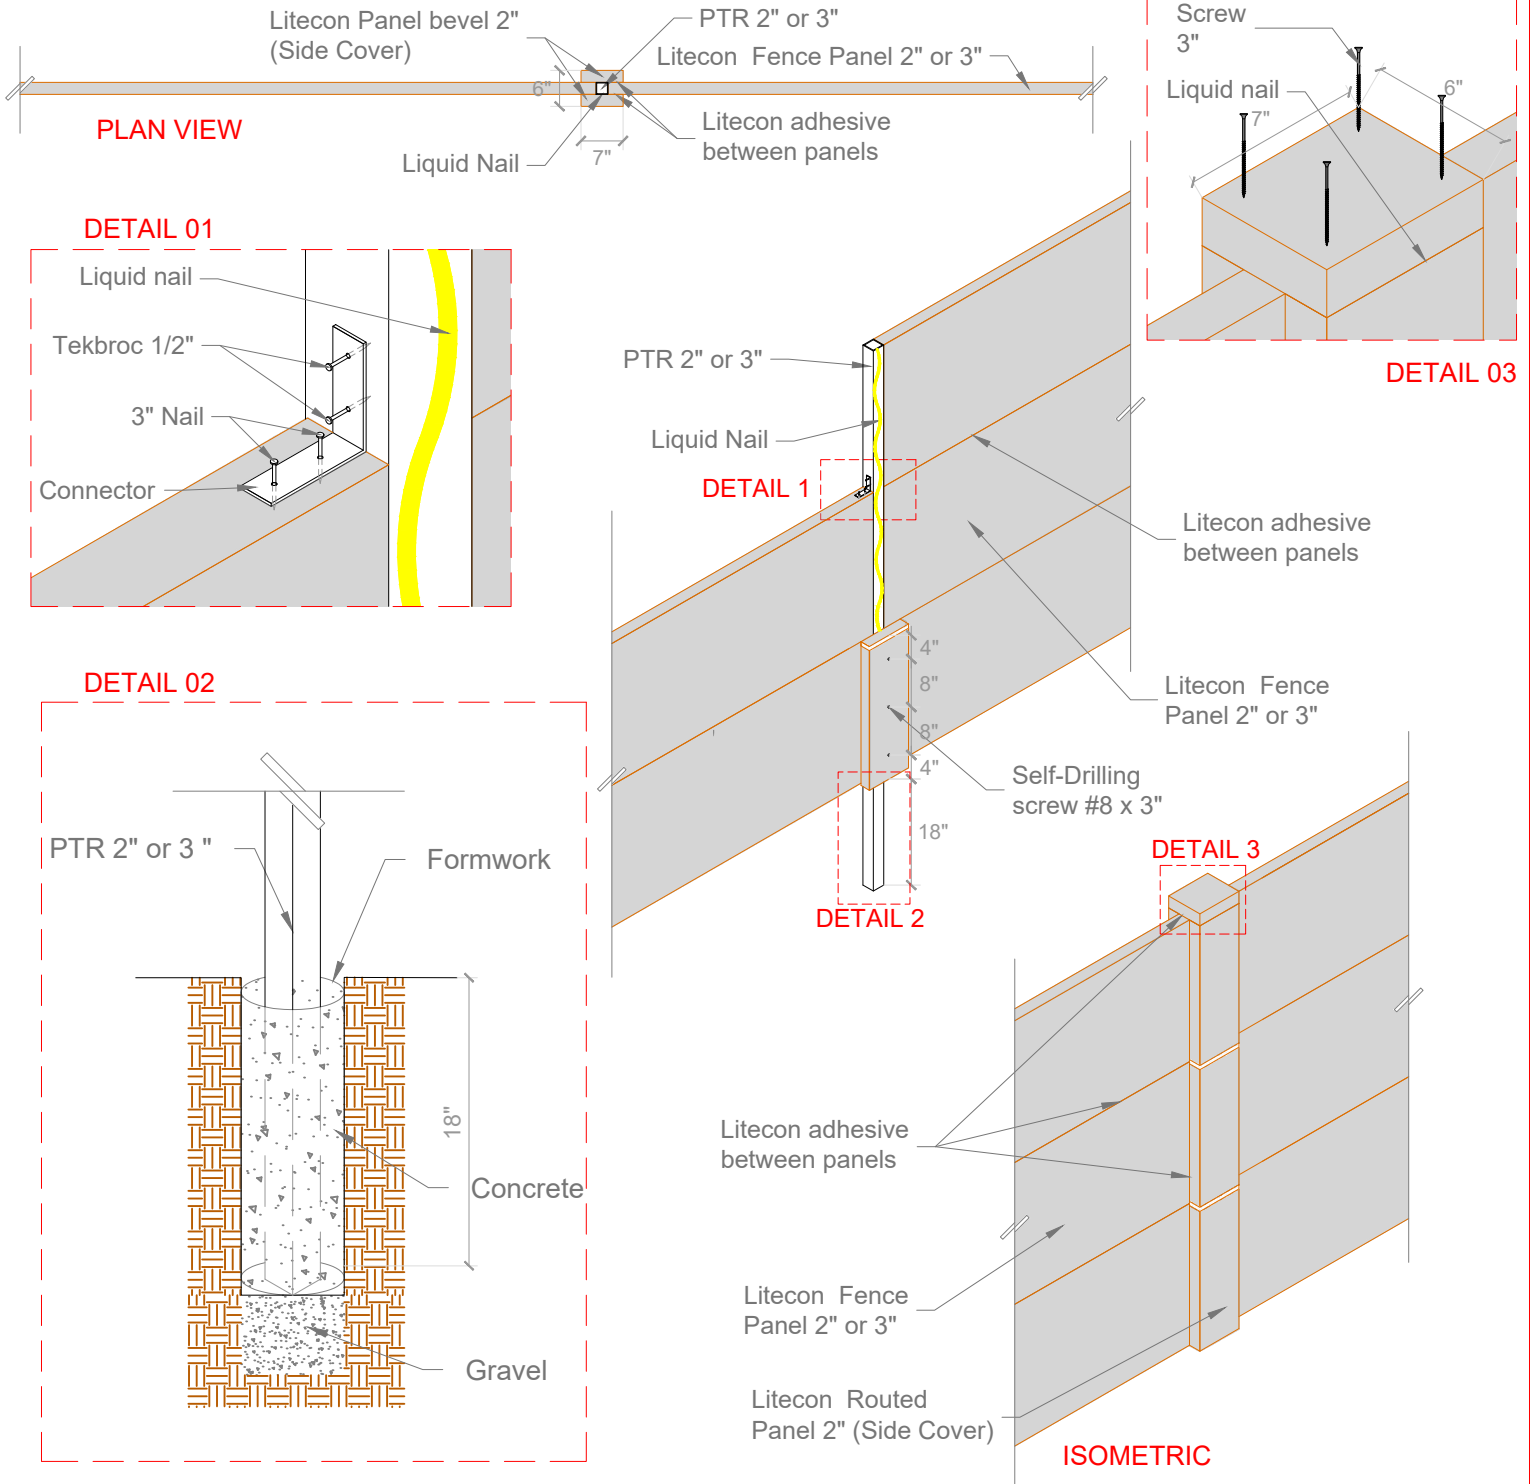 Litecon Panel bevel 2"
(Side Cover)
PTR 2" or 3"
Litecon Fence Panel 2" or 3"
6"
7"
PLAN VIEW
Liquid Nail
Litecon adhesive
between panels
Screw
3"
Liquid nail
7"
6"
DETAIL 03
DETAIL 01
Liquid nail
Tekbroc 1/2"
3" Nail
Connector
PTR 2" or 3"
Liquid Nail
DETAIL 1
Litecon adhesive
between panels
4"
8"
8"
4"
18"
Litecon Fence
Panel 2" or 3"
Self-Drilling
screw #8 x 3"
DETAIL 2
DETAIL 02
PTR 2" or 3 "
Formwork
18"
Concrete
Gravel
DETAIL 3
Litecon adhesive
between panels
Litecon Fence
Panel 2" or 3"
Litecon Routed
Panel 2" (Side Cover)
ISOMETRIC